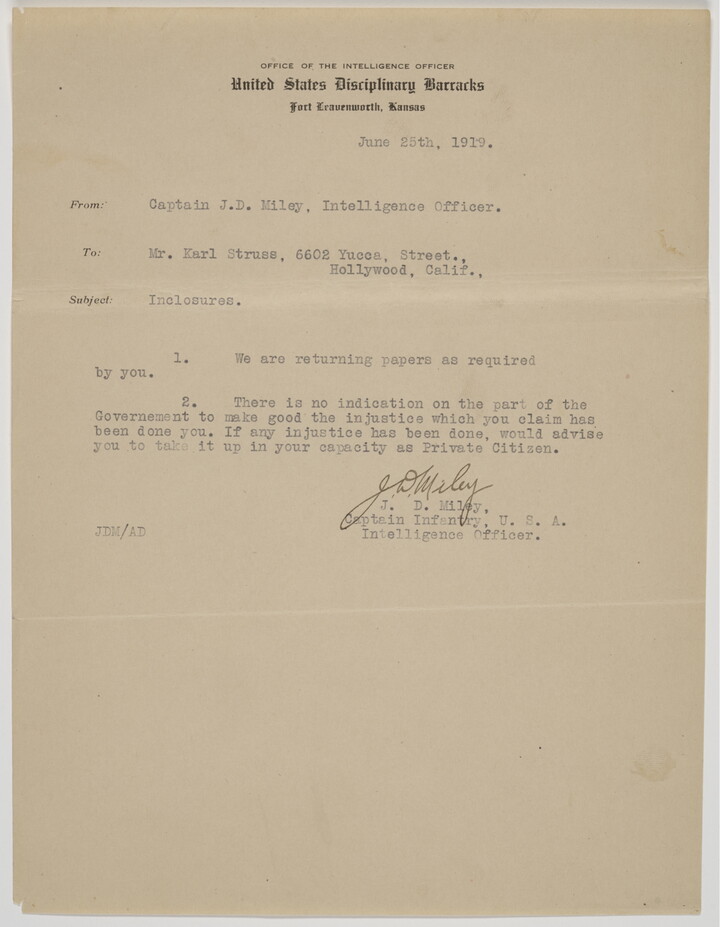 OFFICE OF THE INTELLIGENCE OFFICER
United States Disciplinary Barracks
Fort Leavenworth, Kansas
June 25th, 1919.
From: Captain J.D. Miley, Intelligence Officer.
To: Mr. Karl Struss, 6602 Yucca, Street.,
Hollywood, Calif.,
Subject: Inclosures.
1. We are returning papers as required
by you.
2. There is no indication on the part of the
Governement to make good the injustice which you claim has
been done you. If any injustice has been done, would advise
you to take it up in your capacity as Private Citizen.
J.D. Miley
J. D. Miley,
Captain Infantry, U. S. A.
JDM/AD Intelligence Officer.